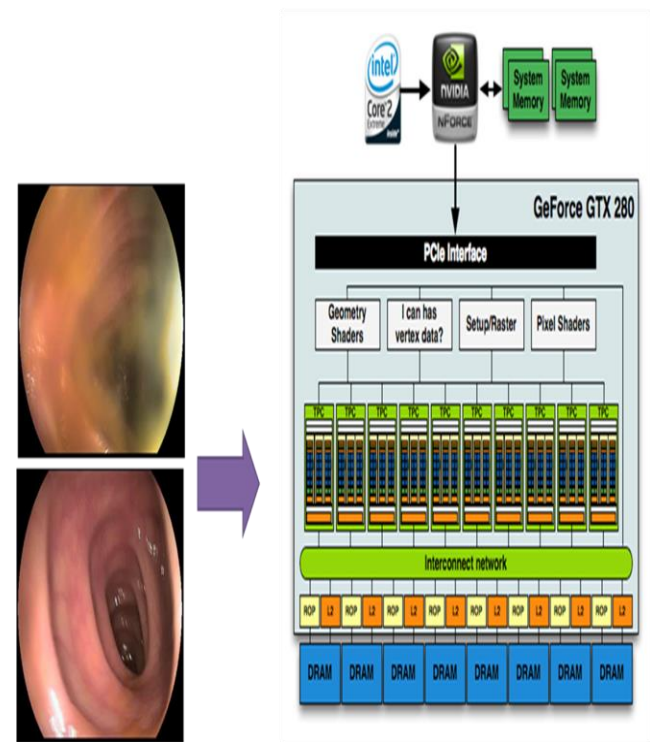 intel
Core™2
Extreme
inside™
NVIDIA
nFORCE
System
Memory
System
Memory
GeForce GTX 280
PCIe Interface
Geometry
Shaders
I can has
vertex data?
Setup/Raster
Pixel Shaders
TPC TPC TPC TPC TPC TPC TPC TPC TPC TPC
Interconnect network
ROP L2 ROP L2 ROP L2 ROP L2 ROP L2 ROP L2 ROP L2 ROP L2
DRAM DRAM DRAM DRAM DRAM DRAM DRAM DRAM